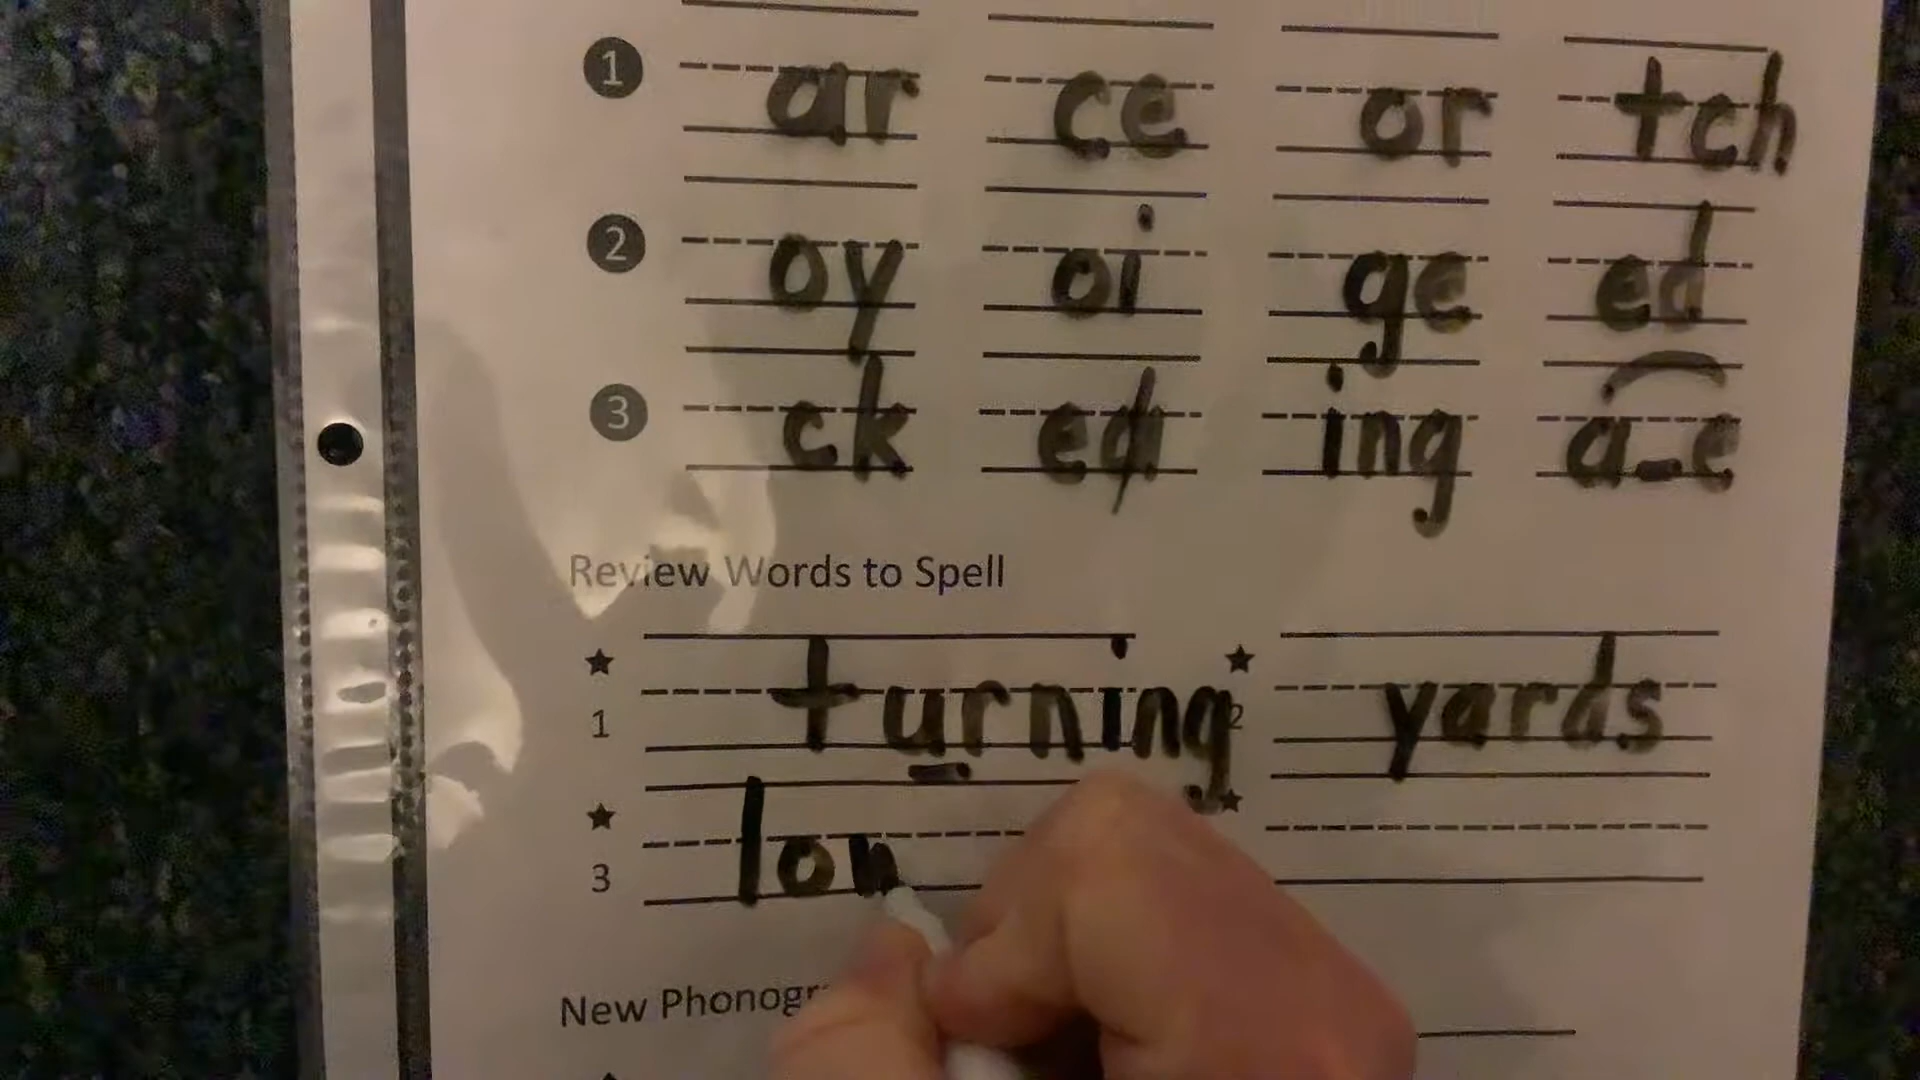 1 ar ce or tch
2 oy oi ge ed
3 ck ed ing a_e
Review Words to Spell
1 turning 2 yards
3 lon
New Phonogr